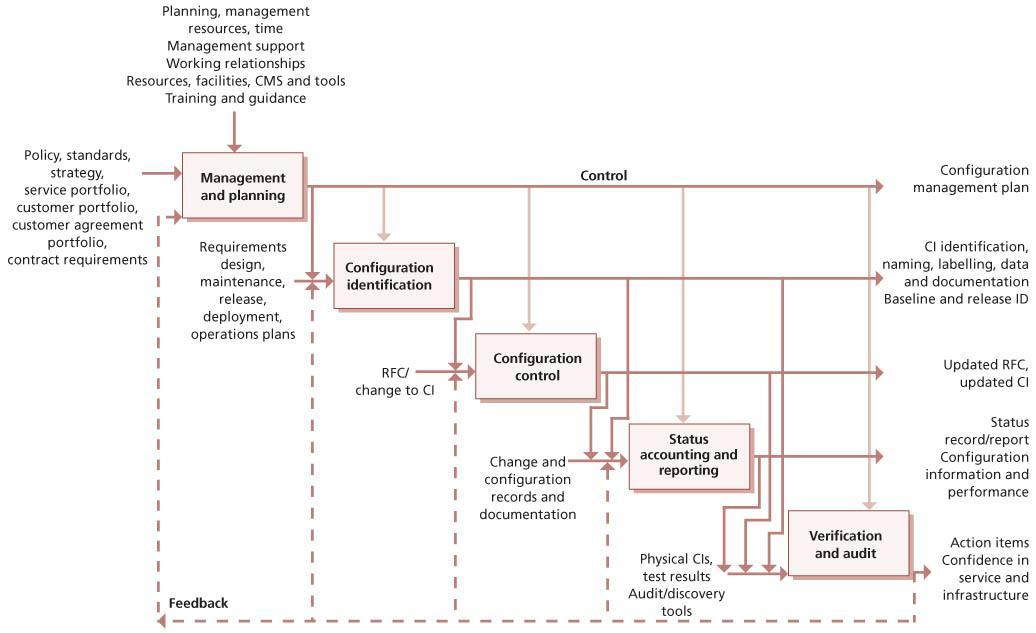 Planning, management
resources, time
Management support
Working relationships
Resources, facilities, CMS and tools
Training and guidance
Policy, standards,
strategy,
service portfolio,
customer portfolio,
customer agreement
portfolio,
contract requirements
Management
and planning
Control
Configuration
management plan
Requirements
design,
maintenance,
release,
deployment,
operations plans
Configuration
identification
CI identification,
naming, labelling, data
and documentation
Baseline and release ID
RFC/
change to CI
Configuration
control
Updated RFC,
updated CI
Change and
configuration
records and
documentation
Status
accounting and
reporting
Status
record/report
Configuration
information and
performance
Physical CIs,
test results
Audit/discovery
tools
Verification
and audit
Action items
Confidence in
service and
infrastructure
Feedback